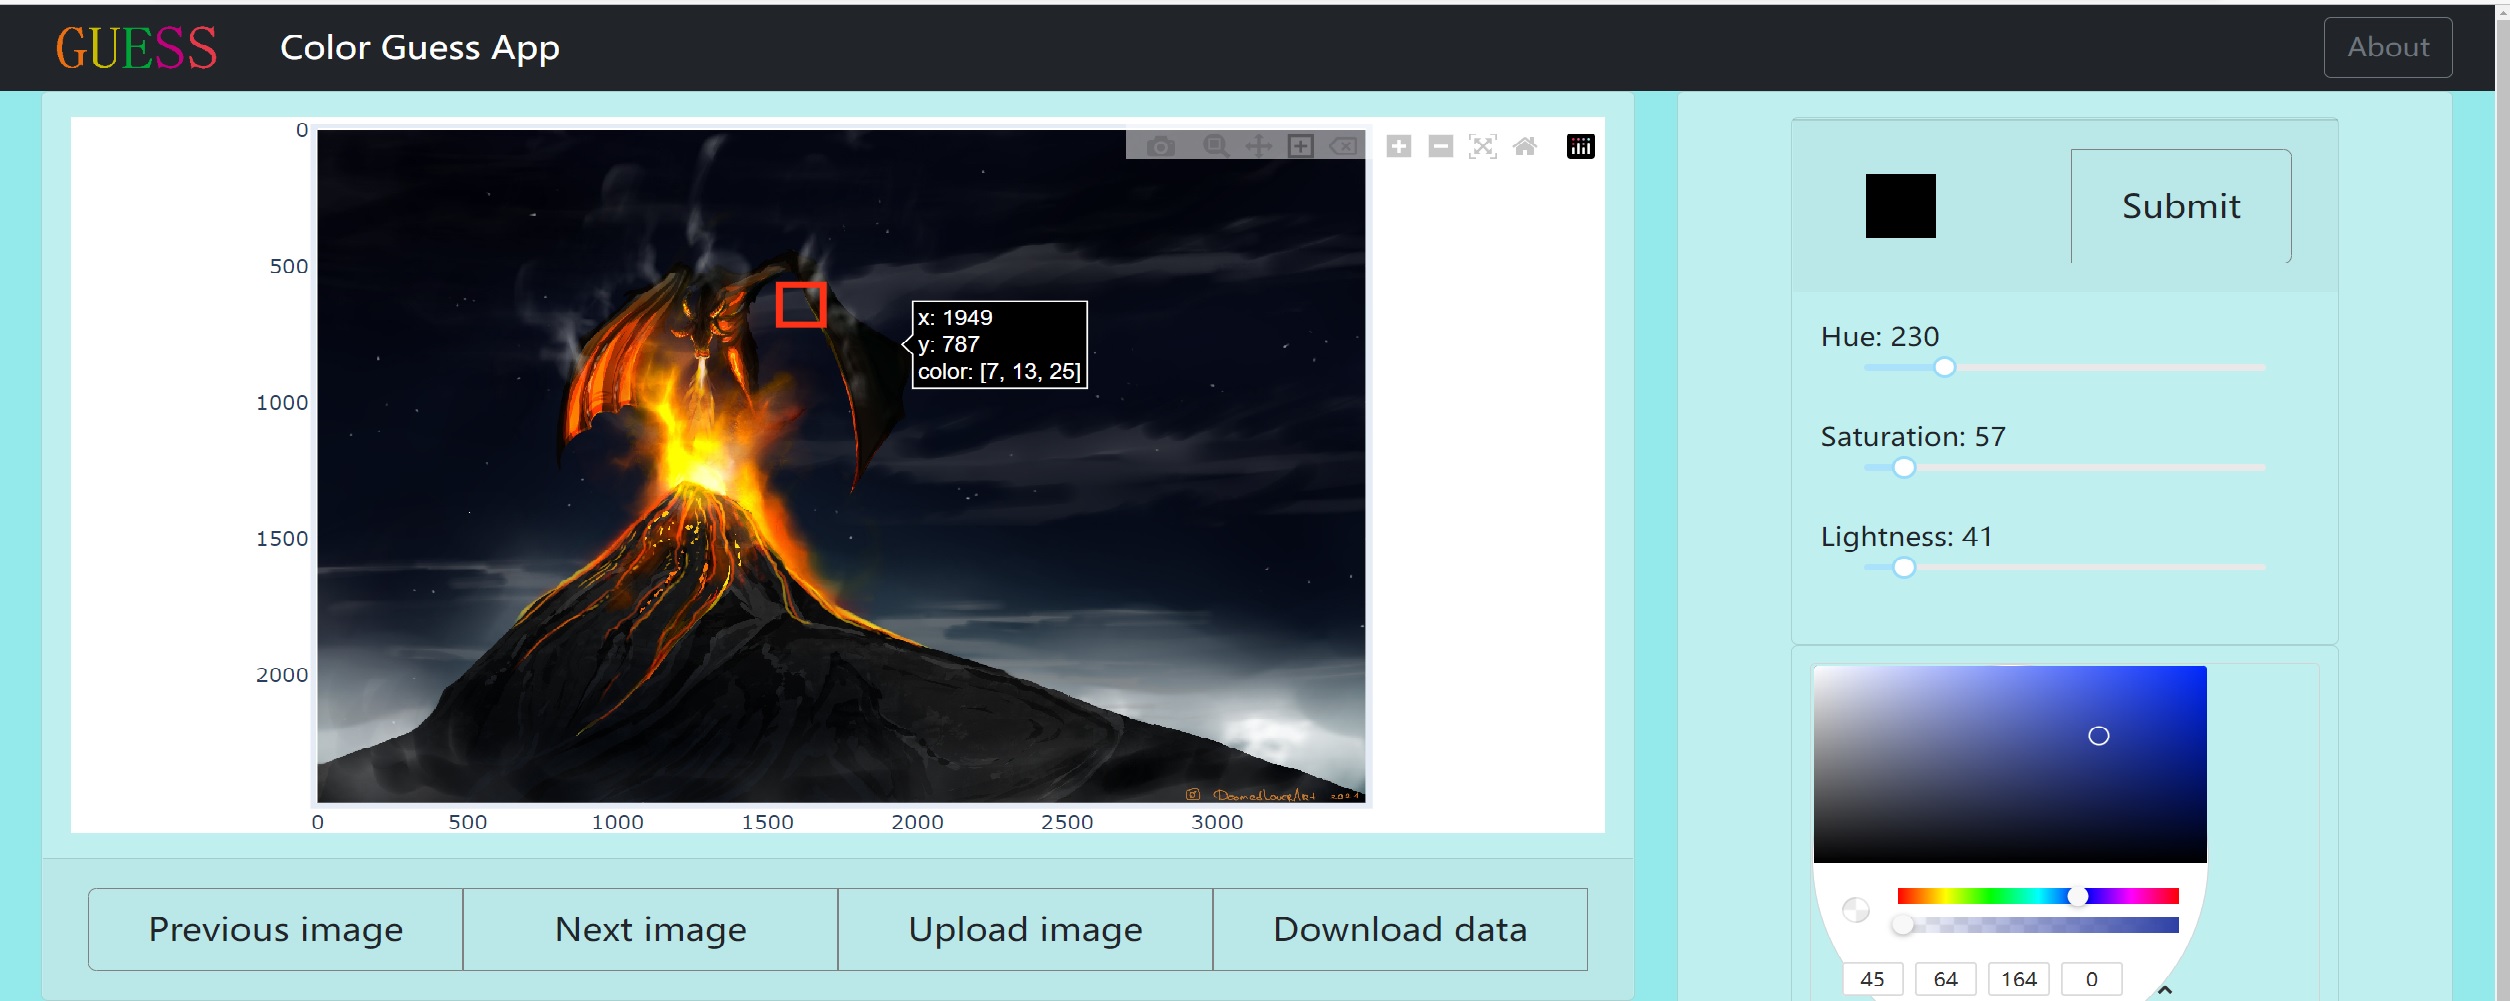 GUESS Color Guess App About
0
500
1000
1500
2000
0 500 1000 1500 2000 2500 3000
x: 1949
y: 787
color: [7, 13, 25]
DoomedLoverArt 2021
Previous image Next image Upload image Download data
Submit
Hue: 230
Saturation: 57
Lightness: 41
45 64 164 0